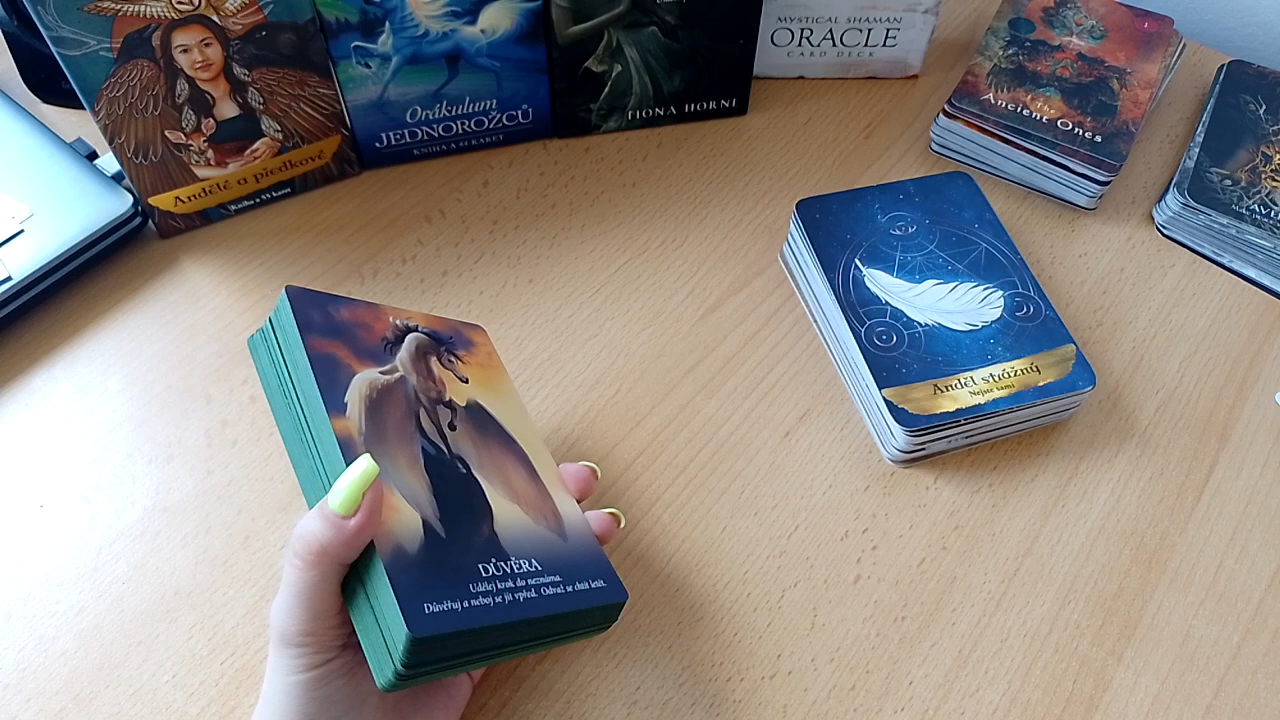 Andělé a předkové
Kniha a 55 karet
Orákulum
JEDNOROŽCŮ
KNIHA A 44 KARET
FIONA HORNE
MYSTICAL SHAMAN
ORACLE
CARD DECK
1
The
Ancient Ones
Anděl strážný
Nejste sami
DŮVĚRA
Udělej krok do neznáma.
Důvěřuj a neboj se jít vpřed. Odvaž se chtít letět.